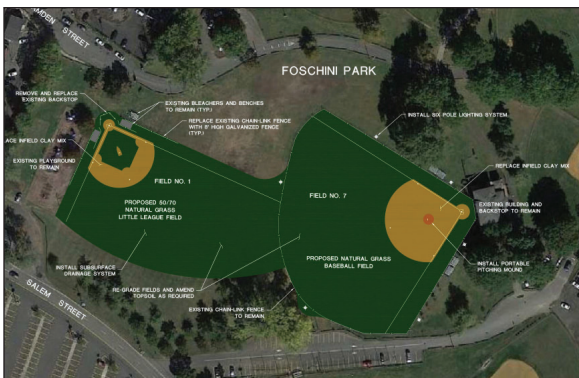 MDEN STREET
FOSCHINI PARK
REMOVE AND REPLACE
EXISTING BACKSTOP
EXISTING BLEACHERS AND BENCHES
TO REMAIN (TYP.)
REPLACE EXISTING CHAIN-LINK FENCE
WITH 8' HIGH GALVANIZED FENCE
(TYP.)
INSTALL SIX POLE LIGHTING SYSTEM.
ACE INFIELD CLAY MIX
EXISTING PLAYGROUND
TO REMAIN
REPLACE INFIELD CLAY MIX
FIELD NO. 1
FIELD NO. 7
PROPOSED 50/70
NATURAL GRASS
LITTLE LEAGUE FIELD
EXISTING BUILDING AND
BACKSTOP TO REMAIN
PROPOSED NATURAL GRASS
BASEBALL FIELD
INSTALL PORTABLE
PITCHING MOUND
INSTALL SUBSURFACE
DRAINAGE SYSTEM
RE-GRADE FIELDS AND AMEND
TOPSOIL AS REQUIRED
EXISTING CHAIN-LINK FENCE
TO REMAIN
SALEM STREET